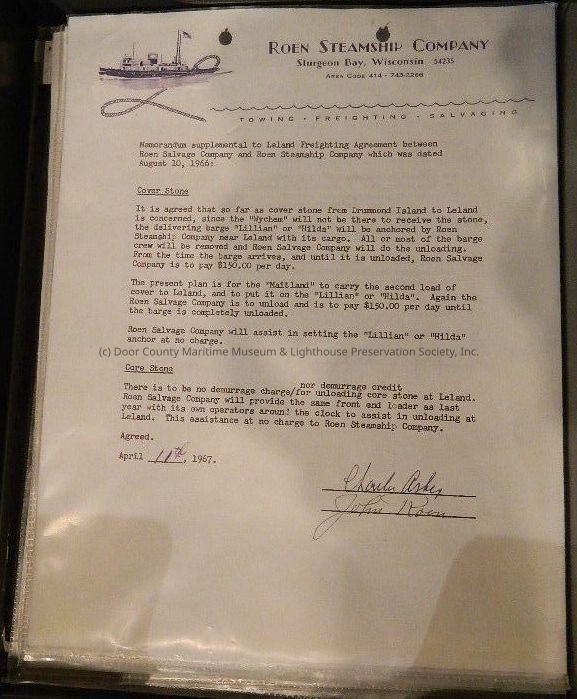 ROEN STEAMSHIP COMPANY
Sturgeon Bay, Wisconsin 54235
AREA CODE 414 - 743-2266
TOWING - FREIGHTING - SALVAGING
Memorandum supplemental to Leland Freighting Agreement between
Roen Salvage Company and Roen Steamship Company which was dated
August 20, 1966:
Cover Stone
It is agreed that so far as cover stone from Drummond Island to Leland
is concerned, since the "Wychem" will not be there to receive the stone,
the delivering barge "Lillian" or "Hilda" will be anchored by Roen
Steamship Company near Leland with its cargo. All or most of the barge
crew will be removed and Roen Salvage Company will do the unloading.
From the time the barge arrives, and until it is unloaded, Roen Salvage
Company is to pay $150.00 per day.
The present plan is for the "Maitland" to carry the second load of
cover to Leland, and to put it on the "Lillian" or "Hilda". Again the
Roen Salvage Company is to unload and is to pay $150.00 per day until
the barge is completely unloaded.
Roen Salvage Company will assist in setting the "Lillian" or "Hilda"
anchor at no charge.
(c) Door County Maritime Museum & Lighthouse Preservation Society, Inc.
Core Stone
nor demurrage credit
There is to be no demurrage charge/for unloading core stone at Leland.
Roen Salvage Company will provide the same front end loader as last
year with its own operators around the clock to assist in unloading at
Leland. This assistance at no charge to Roen Steamship Company.
Agreed.
April 11th, 1967.
Charles Asher
John Roen